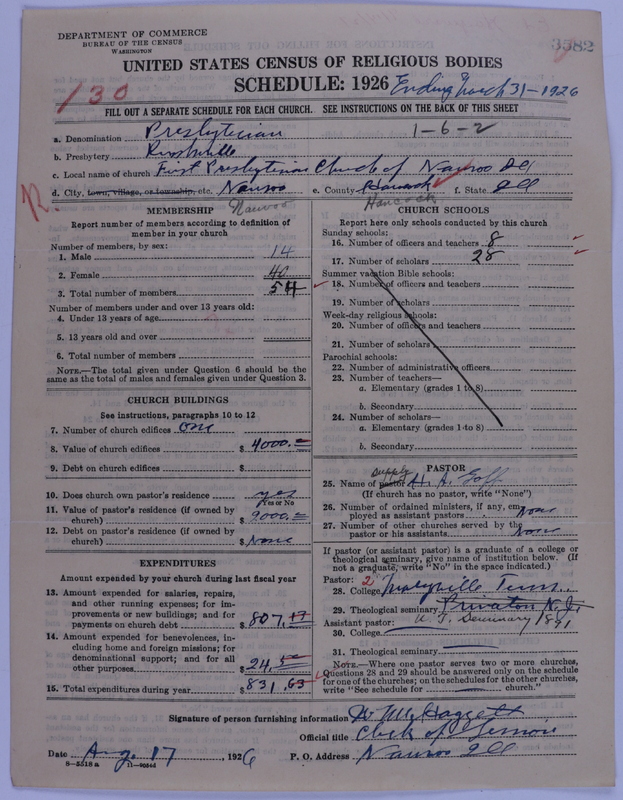 DEPARTMENT OF COMMERCE
BUREAU OF THE CENSUS
WASHINGTON
3582
UNITED STATES CENSUS OF RELIGIOUS BODIES
SCHEDULE: 1926 Ending March 31-1926
130
FILL OUT A SEPARATE SCHEDULE FOR EACH CHURCH. SEE INSTRUCTIONS ON THE BACK OF THIS SHEET
a. Denomination Presbyterian 1-6-2
b. Presbytery Rushville
c. Local name of church First Presbyterian Church of Nauvoo Ill
d. City, town, village, or township, etc. Nauvoo e. County Hancock f. State Ill
Nauvoo Hancock
MEMBERSHIP
Report number of members according to definition of member in your church
Number of members, by sex:
1. Male 14
2. Female 40
3. Total number of members 54
Number of members under and over 13 years old:
4. Under 13 years of age
5. 13 years old and over
6. Total number of members
NOTE.—The total given under Question 6 should be the same as the total of males and females given under Question 3.
CHURCH BUILDINGS
See instructions, paragraphs 10 to 12
7. Number of church edifices one
8. Value of church edifices $ 4000.=
9. Debt on church edifices $
10. Does church own pastor's residence yes
Yes or No
11. Value of pastor's residence (if owned by church) $ 2000.=
12. Debt on pastor's residence (if owned by church) $ None
EXPENDITURES
Amount expended by your church during last fiscal year
13. Amount expended for salaries, repairs, and other running expenses; for improvements or new buildings; and for payments on church debt $ 807.17
14. Amount expended for benevolences, including home and foreign missions; for denominational support; and for all other purposes $ 24.
15. Total expenditures during year $ 831.63
CHURCH SCHOOLS
Report here only schools conducted by this church
Sunday schools:
16. Number of officers and teachers 8
17. Number of scholars 28
Summer vacation Bible schools:
18. Number of officers and teachers
19. Number of scholars
Week-day religious schools:
20. Number of officers and teachers
21. Number of scholars
Parochial schools:
22. Number of administrative officers
23. Number of teachers—
a. Elementary (grades 1 to 8)
b. Secondary
24. Number of scholars—
a. Elementary (grades 1 to 8)
b. Secondary
PASTOR
supply
25. Name of pastor H. A. Goff
(If church has no pastor, write "None")
26. Number of ordained ministers, if any, employed as assistant pastors None
27. Number of other churches served by the pastor or his assistants None
If pastor (or assistant pastor) is a graduate of a college or theological seminary, give name of institution below. (If not a graduate, write "No" in the space indicated.)
Pastor: 2
28. College Maryville Tenn.
29. Theological seminary Princeton N.J.
Assistant pastor: U. T. Seminary 1891
30. College
31. Theological seminary
NOTE.—Where one pastor serves two or more churches, Questions 28 and 29 should be answered only on the schedule for one of the churches; on the schedules for the other churches, write "See schedule for church."
Signature of person furnishing information
Official title Clerk of Session
Date Aug. 17, 1926 P. O. Address Nauvoo Ill
8-5518a